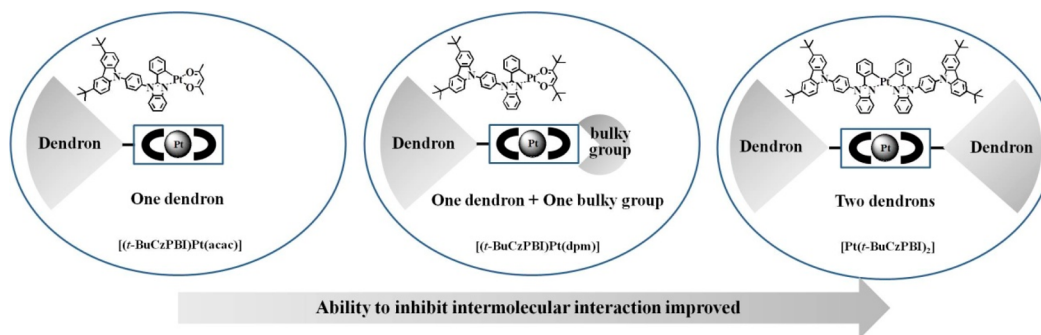 Dendron
Pt
One dendron
[(t-BuCzPBI)Pt(acac)]
Dendron
Pt
bulky
group
One dendron + One bulky group
[(t-BuCzPBI)Pt(dpm)]
Dendron
Pt
Dendron
Two dendrons
[Pt(t-BuCzPBI)₂]
Ability to inhibit intermolecular interaction improved